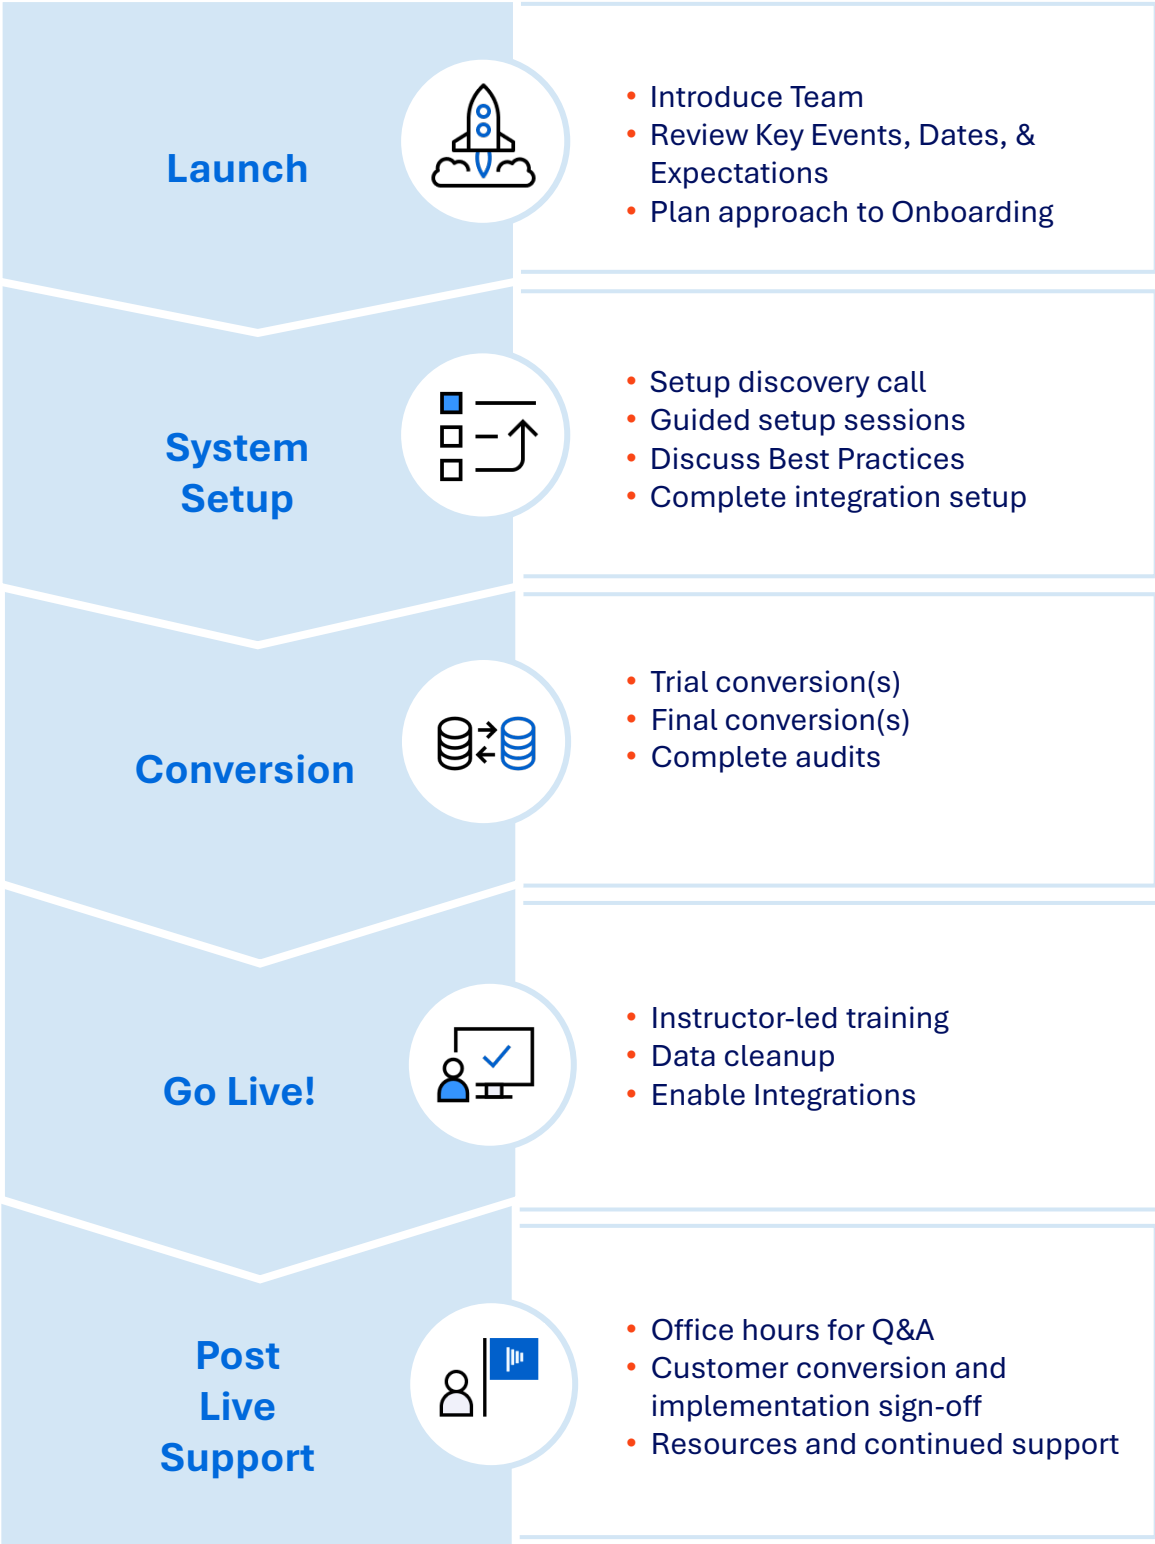 Launch
• Introduce Team
• Review Key Events, Dates, &
Expectations
• Plan approach to Onboarding
System
Setup
• Setup discovery call
• Guided setup sessions
• Discuss Best Practices
• Complete integration setup
Conversion
• Trial conversion(s)
• Final conversion(s)
• Complete audits
Go Live!
• Instructor-led training
• Data cleanup
• Enable Integrations
Post
Live
Support
• Office hours for Q&A
• Customer conversion and
implementation sign-off
• Resources and continued support